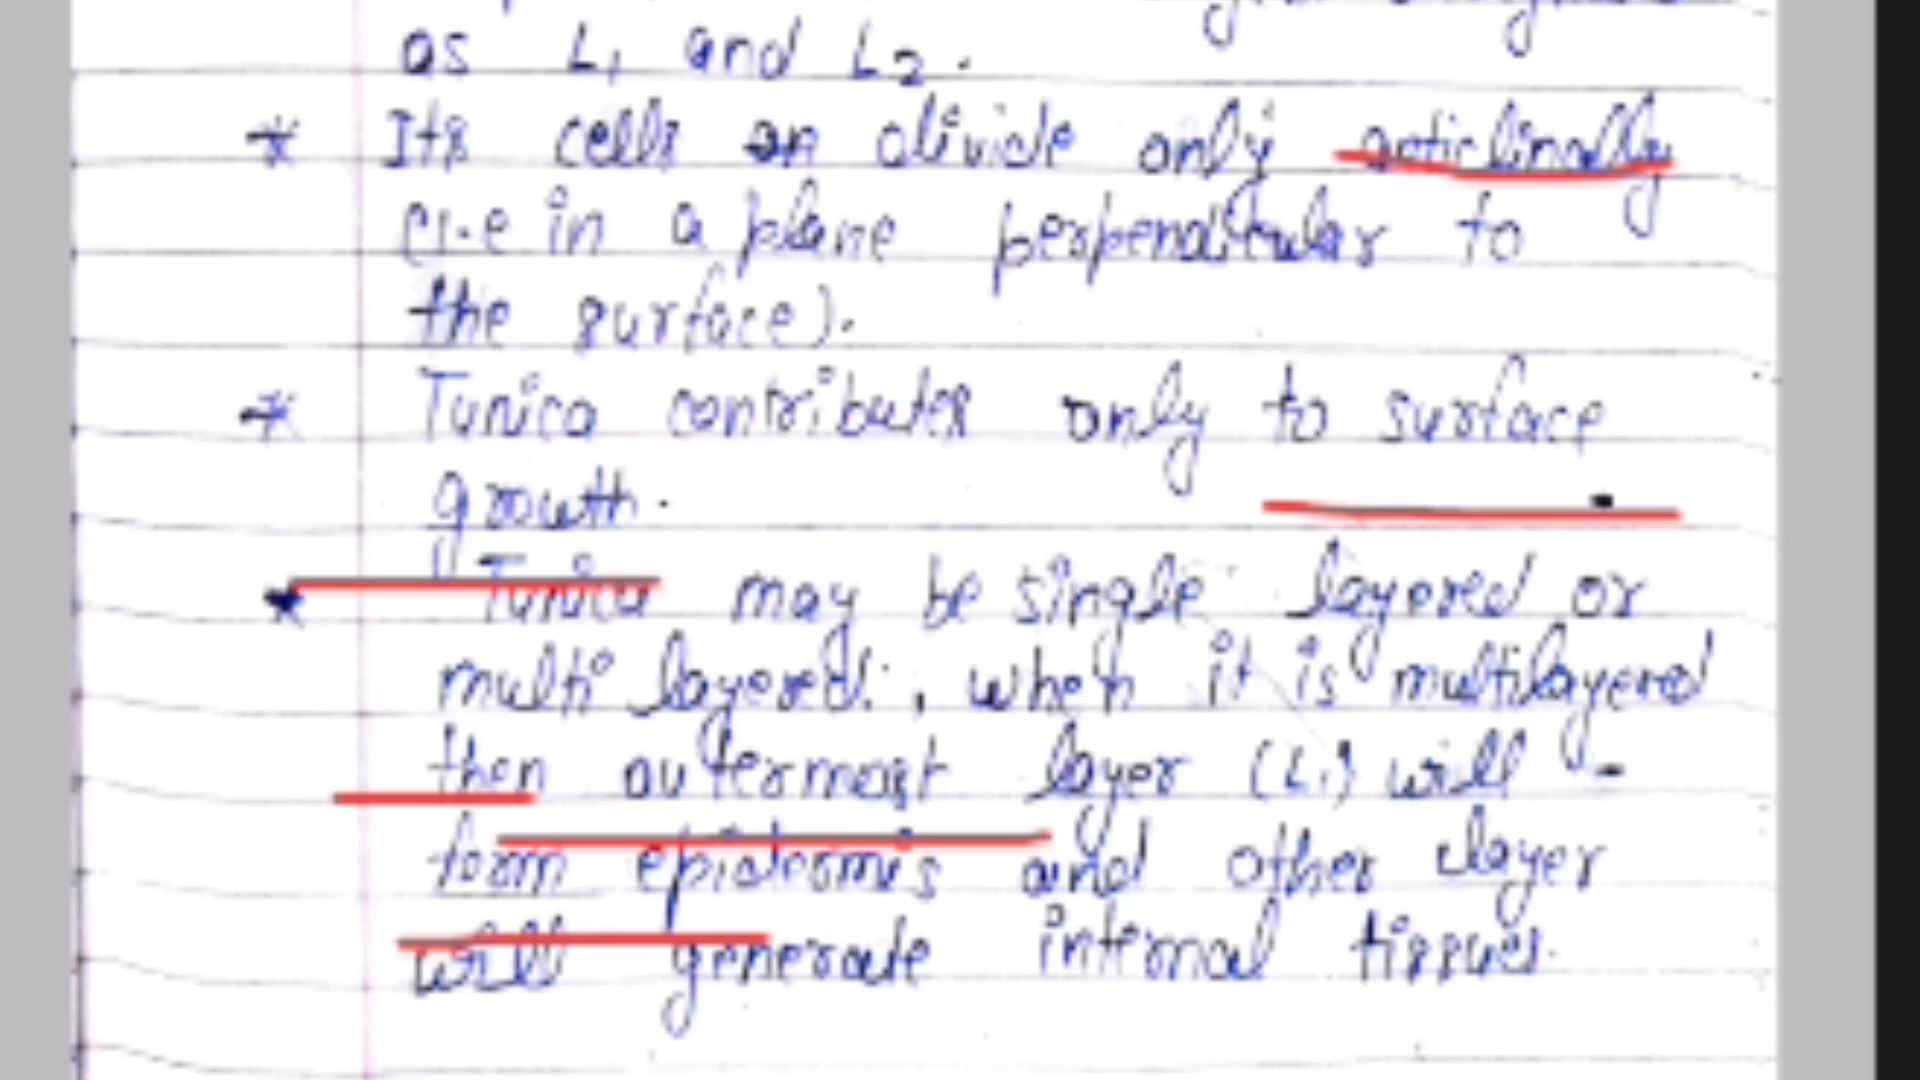 as L1 and L2.
* Its cells an divide only anticlinally
(i.e in a plane perpendicular to
the surface).
* Tunica contributes only to surface
growth.
* Tunica may be single layered or
multi layered, when it is multilayered
then outermost layer (L1) will -
form epidermis and other layer
will generate internal tissues.